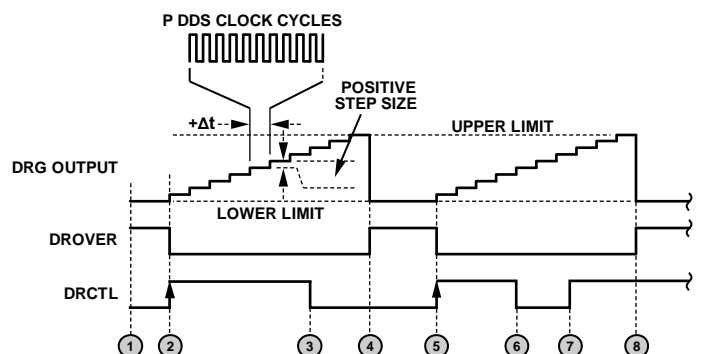 P DDS CLOCK CYCLES
POSITIVE
STEP SIZE
+Δt
UPPER LIMIT
DRG OUTPUT
LOWER LIMIT
DROVER
DRCTL
1 2 3 4 5 6 7 8